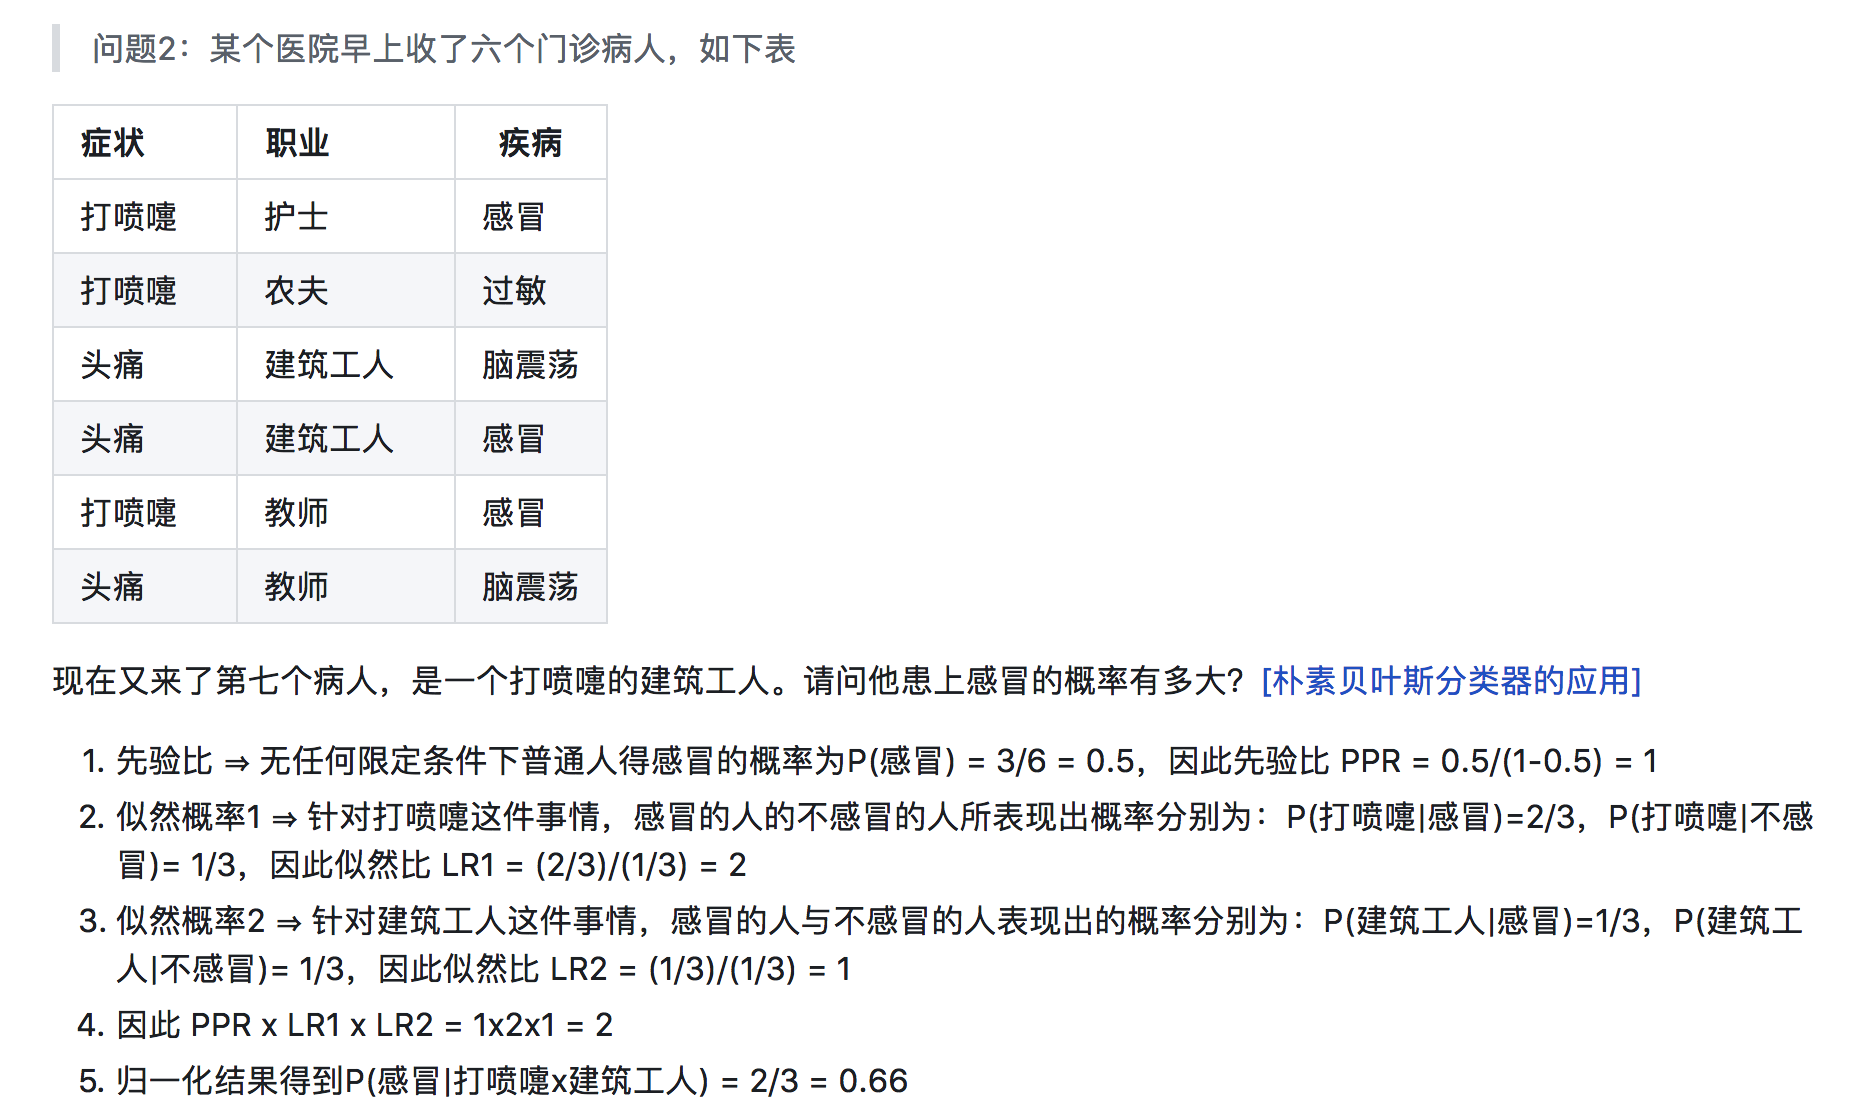 问题2：某个医院早上收了六个门诊病人，如下表
症状 职业 疾病
打喷嚏 护士 感冒
打喷嚏 农夫 过敏
头痛 建筑工人 脑震荡
头痛 建筑工人 感冒
打喷嚏 教师 感冒
头痛 教师 脑震荡
现在又来了第七个病人，是一个打喷嚏的建筑工人。请问他患上感冒的概率有多大？[朴素贝叶斯分类器的应用]
1. 先验比 ⇒ 无任何限定条件下普通人得感冒的概率为P(感冒) = 3/6 = 0.5，因此先验比 PPR = 0.5/(1-0.5) = 1
2. 似然概率1 ⇒ 针对打喷嚏这件事情，感冒的人的不感冒的人所表现出概率分别为：P(打喷嚏|感冒)=2/3，P(打喷嚏|不感
冒)= 1/3，因此似然比 LR1 = (2/3)/(1/3) = 2
3. 似然概率2 ⇒ 针对建筑工人这件事情，感冒的人与不感冒的人表现出的概率分别为：P(建筑工人|感冒)=1/3，P(建筑工
人|不感冒)= 1/3，因此似然比 LR2 = (1/3)/(1/3) = 1
4. 因此 PPR x LR1 x LR2 = 1x2x1 = 2
5. 归一化结果得到P(感冒|打喷嚏x建筑工人) = 2/3 = 0.66